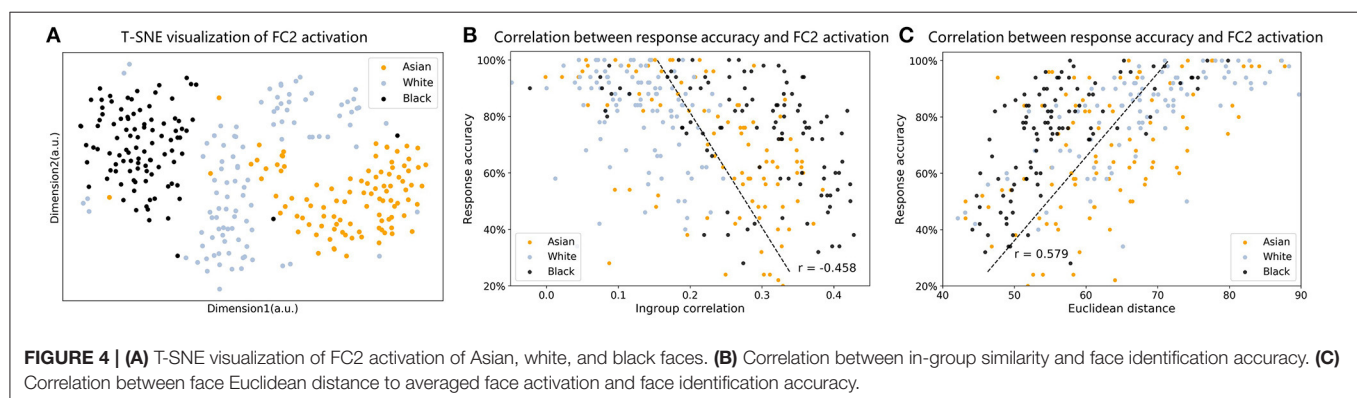 A
T-SNE visualization of FC2 activation
Asian
White
Black
Dimension2(a.u.)
Dimension1(a.u.)
B
Correlation between response accuracy and FC2 activation
100%
80%
60%
40%
20%
Response accuracy
Asian
White
Black
r = -0.458
0.0 0.1 0.2 0.3 0.4
Ingroup correlation
C
Correlation between response accuracy and FC2 activation
100%
80%
60%
40%
20%
Response accuracy
r = 0.579
Asian
White
Black
40 50 60 70 80 90
Euclidean distance
FIGURE 4 | (A) T-SNE visualization of FC2 activation of Asian, white, and black faces. (B) Correlation between in-group similarity and face identification accuracy. (C)
Correlation between face Euclidean distance to averaged face activation and face identification accuracy.